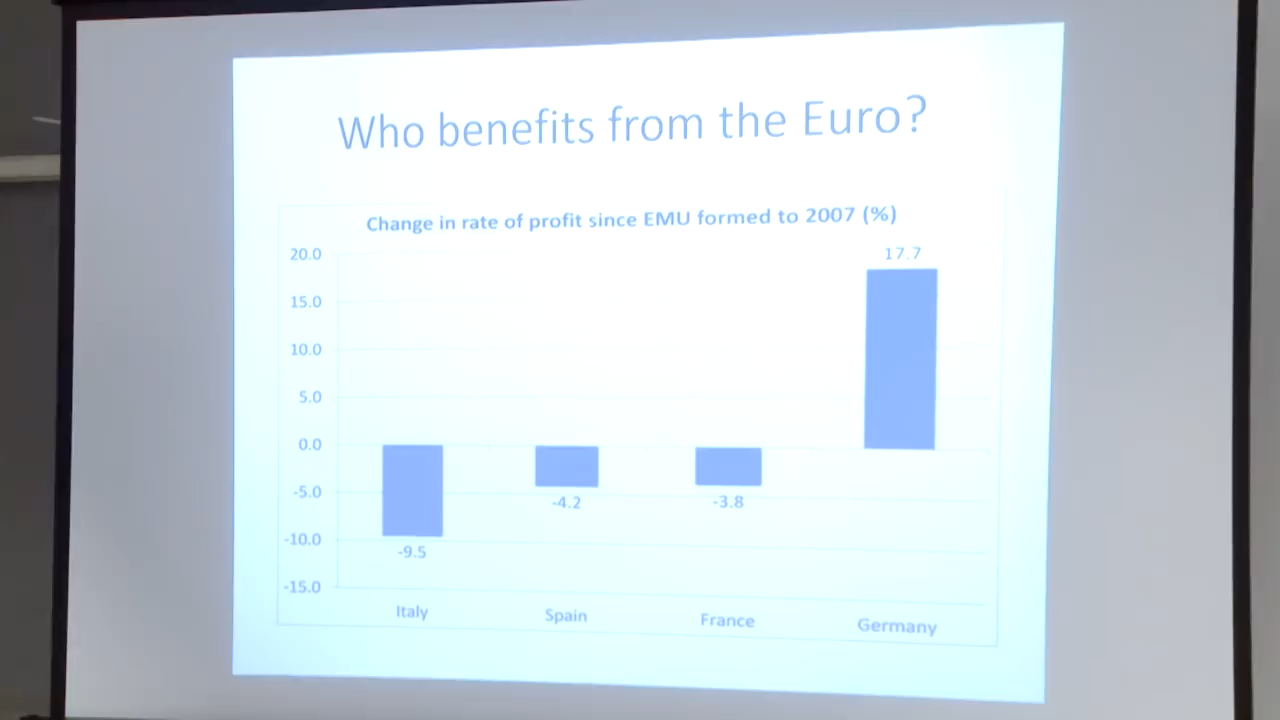 Who benefits from the Euro?
Change in rate of profit since EMU formed to 2007 (%)
20.0
17.7
15.0
10.0
5.0
0.0
-5.0
-4.2
-3.8
-10.0
-9.5
-15.0
Italy
Spain
France
Germany